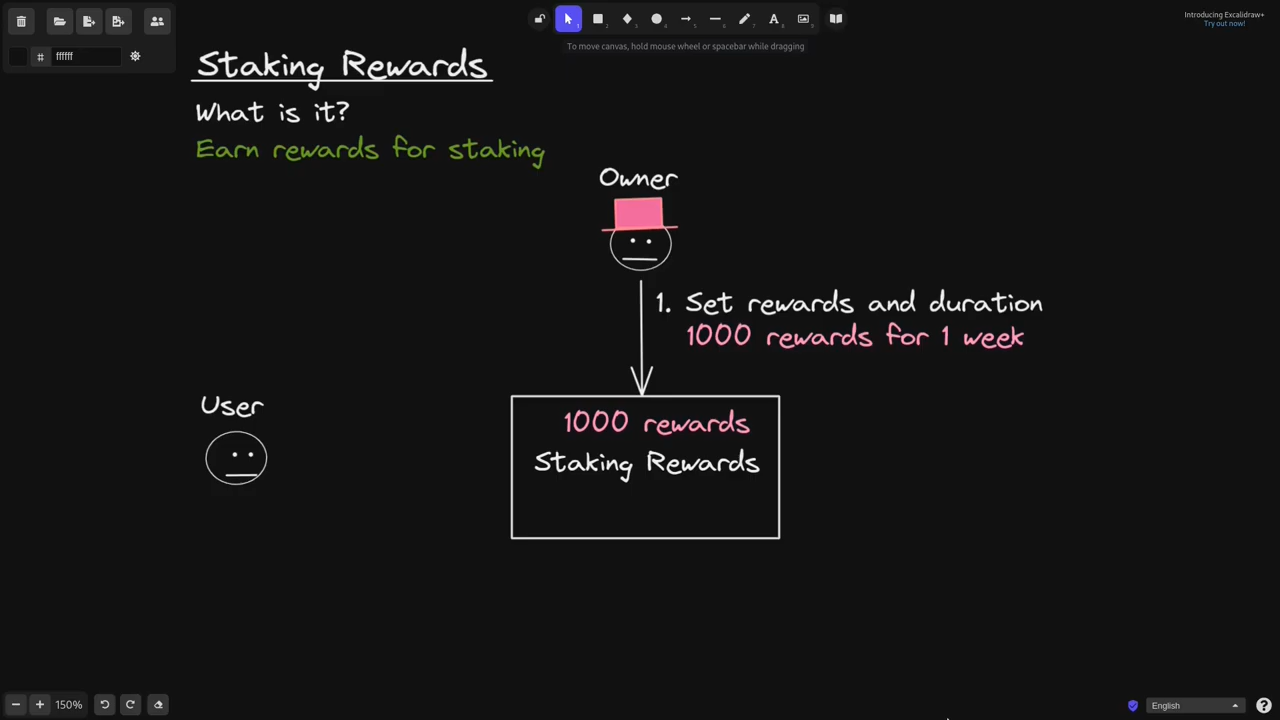 Introducing Excalidraw+
Try out now!
# ffffff
To move canvas, hold mouse wheel or spacebar while dragging
Staking Rewards
What is it?
Earn rewards for staking
Owner
1. Set rewards and duration
1000 rewards for 1 week
User
1000 rewards
Staking Rewards
150%
English